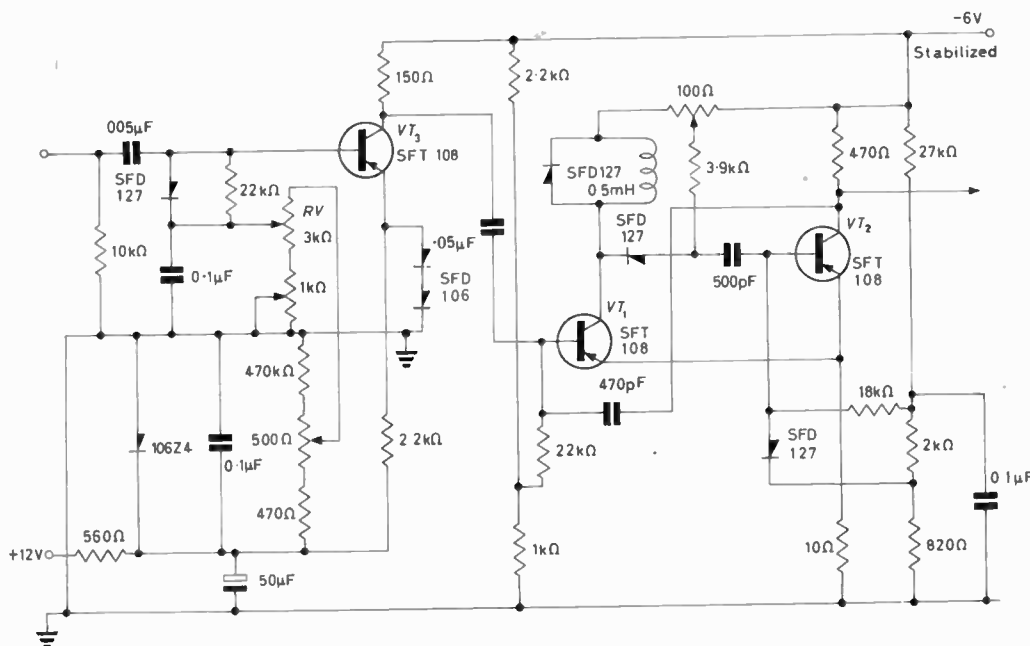 -6V
Stabilized
150Ω
2·2kΩ
100Ω
005µF
VT3
SFT 108
SFD
127
22kΩ
RV
3kΩ
10kΩ
0·1µF
1kΩ
·05µF
SFD
106
SFD127
0 5mH
3·9kΩ
470Ω
27kΩ
SFD
127
500pF
VT2
SFT
108
VT1
SFT
108
470pF
470kΩ
500Ω
470Ω
106Z4
0·1µF
2 2kΩ
22kΩ
18kΩ
SFD
127
2kΩ
0 1µF
+12V
560Ω
50µF
1kΩ
10Ω
820Ω